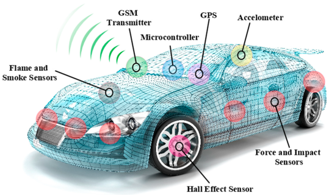 GSM
Transmitter
GPS
Accelometer
Microcontroller
Flame and
Smoke Sensors
Force and Impact
Sensors
Hall Effect Sensor